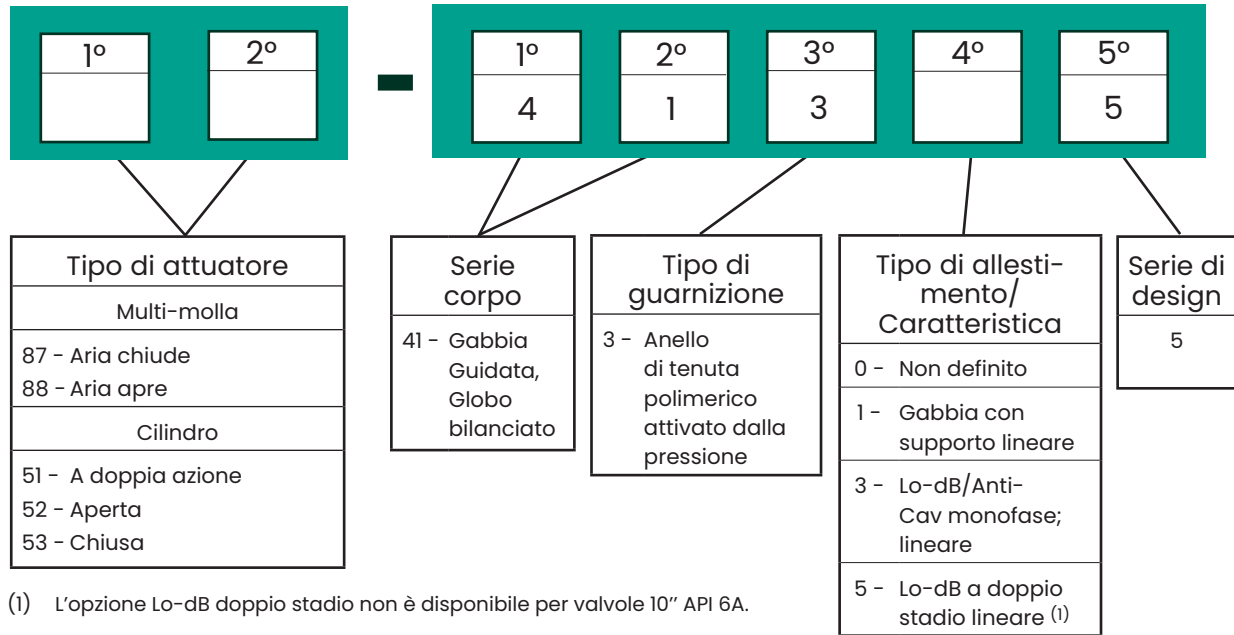 1º 2º - 1º 2º 3º 4º 5º
4 1 3 5
Tipo di attuatore
Multi-molla
87 - Aria chiude
88 - Aria apre
Cilindro
51 - A doppia azione
52 - Aperta
53 - Chiusa
Serie
corpo
41 - Gabbia
Guidata,
Globo
bilanciato
Tipo di
guarnizione
3 - Anello
di tenuta
polimerico
attivato dalla
pressione
Tipo di allesti-
mento/
Caratteristica
0 - Non definito
1 - Gabbia con
supporto lineare
3 - Lo-dB/Anti-
Cav monofase;
lineare
5 - Lo-dB a doppio
stadio lineare (1)
Serie di
design
5
(1) L'opzione Lo-dB doppio stadio non è disponibile per valvole 10'' API 6A.